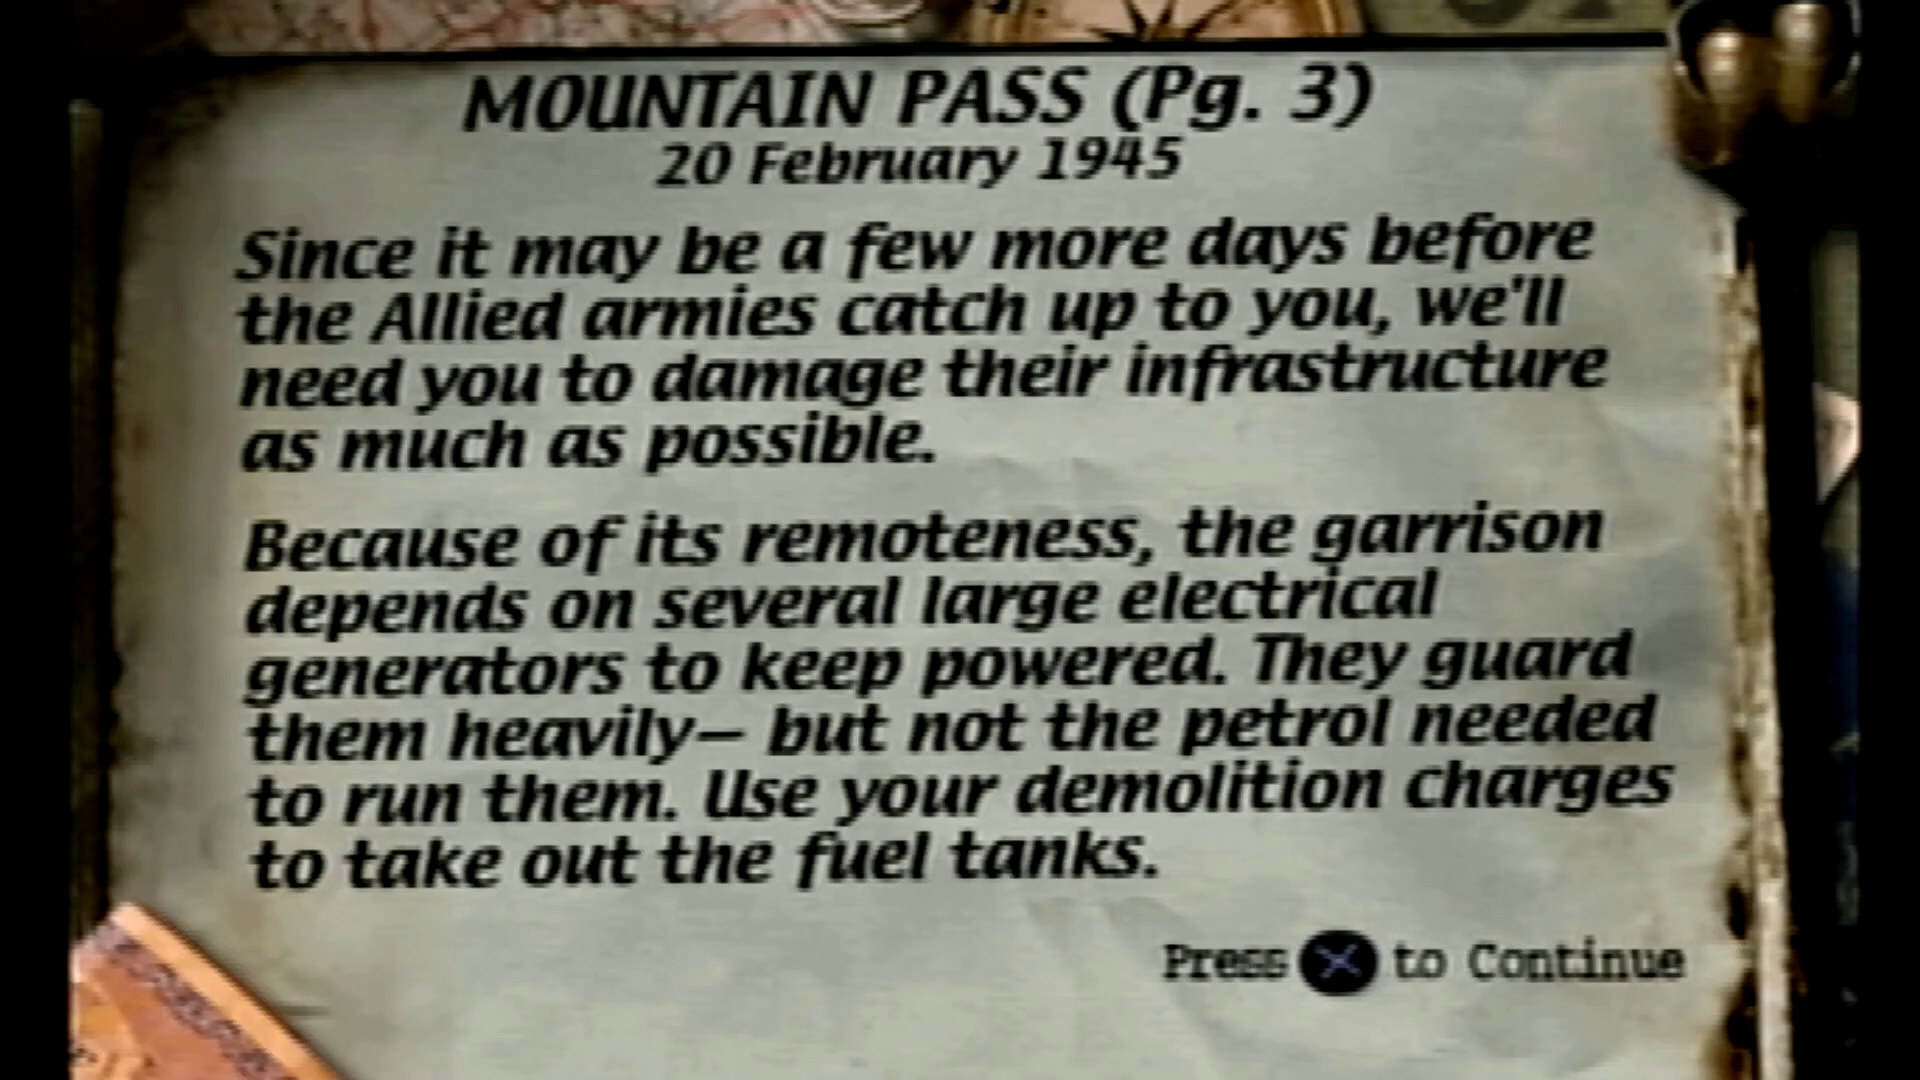 MOUNTAIN PASS (Pg. 3)
20 February 1945
Since it may be a few more days before
the Allied armies catch up to you, we'll
need you to damage their infrastructure
as much as possible.
Because of its remoteness, the garrison
depends on several large electrical
generators to keep powered. They guard
them heavily— but not the petrol needed
to run them. Use your demolition charges
to take out the fuel tanks.
Press X to Continue